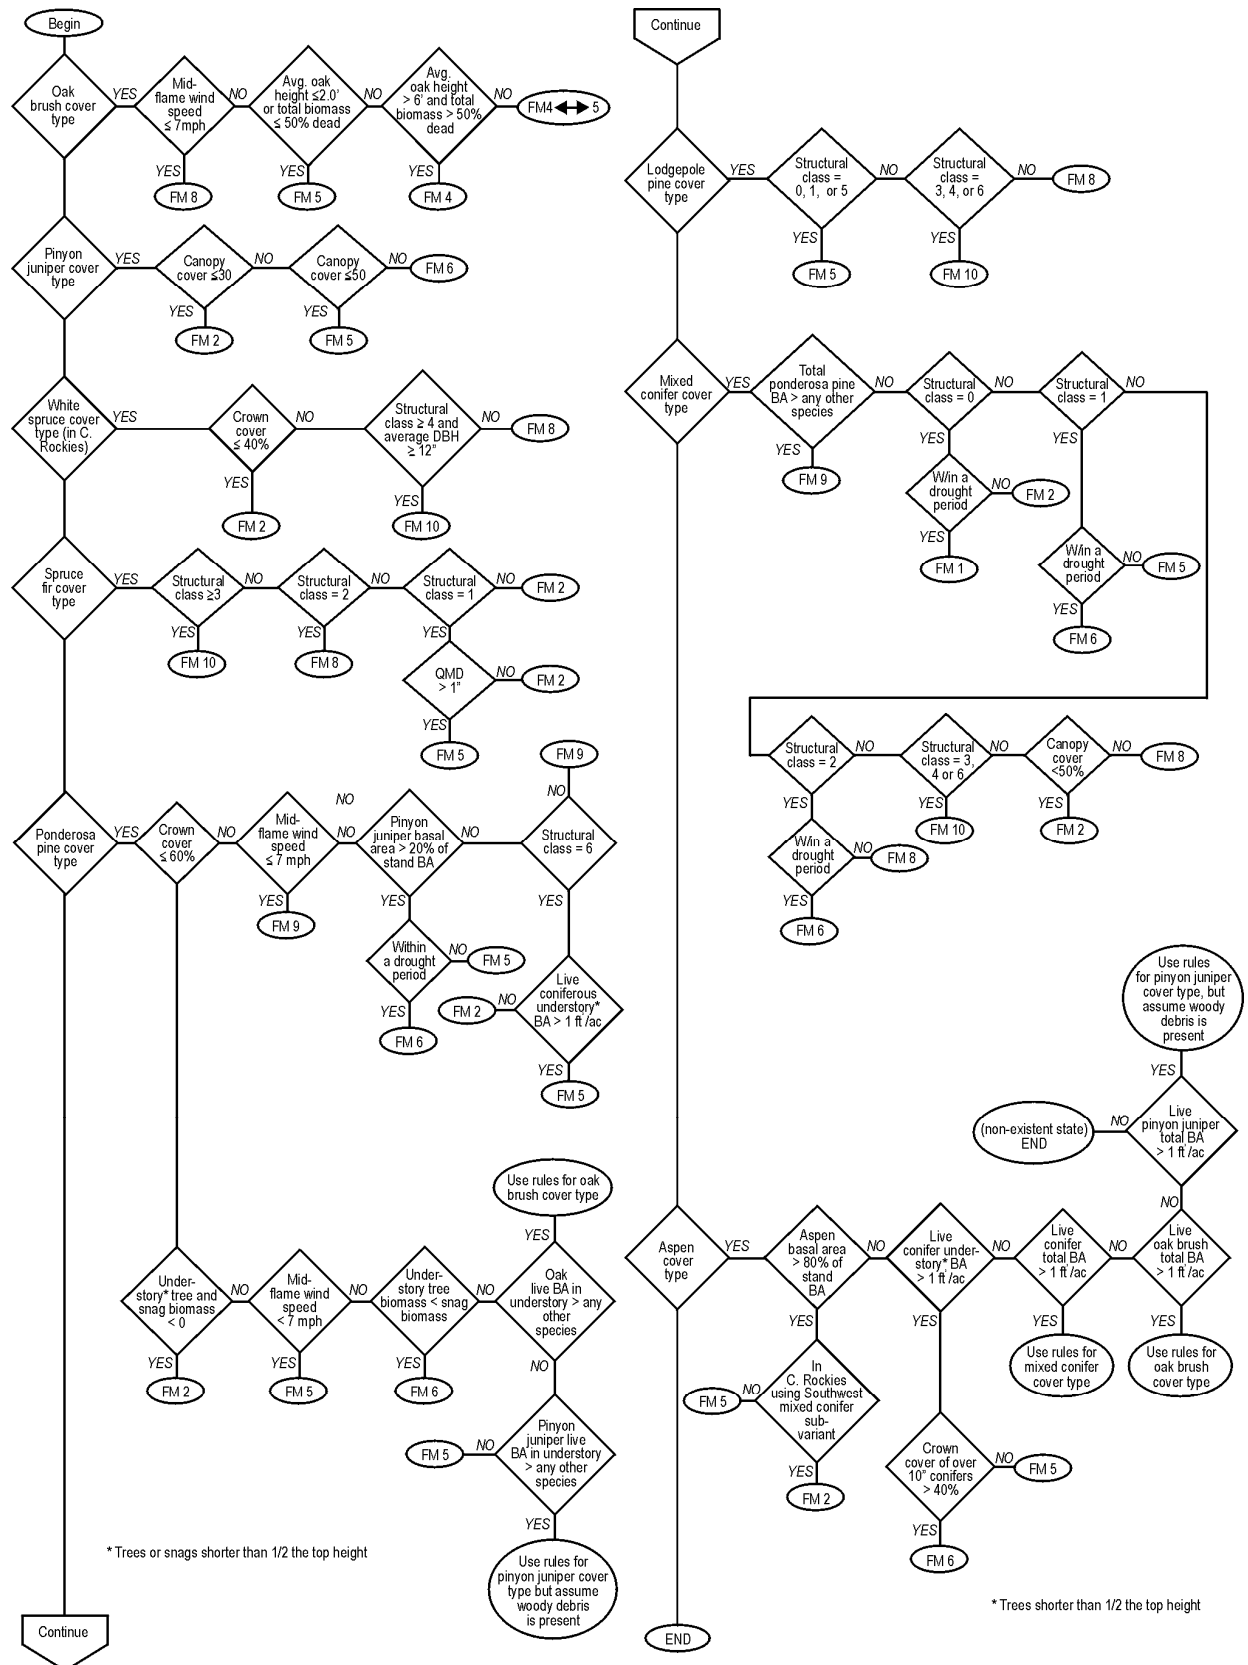 Begin
Oak
brush cover
type
YES
Mid-
flame wind
speed
≤ 7mph
NO
Avg. oak
height ≤2.0'
or total biomass
≤ 50% dead
NO
Avg.
oak height
> 6' and total
biomass > 50%
dead
NO
FM4 5
YES
FM 8
YES
FM 5
YES
FM 4
Pinyon
juniper cover
type
YES
Canopy
cover ≤30
NO
Canopy
cover ≤50
NO
FM 6
YES
FM 2
YES
FM 5
White
spruce cover
type (in C.
Rockies)
YES
Crown
cover
≤ 40%
NO
Structural
class ≥ 4 and
average DBH
≥ 12"
NO
FM 8
YES
FM 2
YES
FM 10
Spruce
fir cover
type
YES
Structural
class ≥3
NO
Structural
class = 2
NO
Structural
class = 1
NO
FM 2
YES
FM 10
YES
FM 8
YES
QMD
> 1"
NO
FM 2
YES
FM 5
Ponderosa
pine cover
type
YES
Crown
cover
≤ 60%
NO
Mid-
flame wind
speed
≤ 7 mph
NO
NO
Pinyon
juniper basal
area > 20% of
stand BA
NO
Structural
class = 6
NO
FM 9
YES
FM 9
YES
Within
a drought
period
NO
FM 5
YES
FM 6
YES
Live
coniferous
understory*
BA > 1 ft /ac
NO
FM 2
YES
FM 5
Under-
story* tree and
snag biomass
< 0
NO
Mid-
flame wind
speed
< 7 mph
NO
Under-
story tree
biomass < snag
biomass
NO
Oak
live BA in
understory > any
other
species
YES
Use rules for oak
brush cover type
YES
FM 2
YES
FM 5
YES
FM 6
NO
Pinyon
juniper live
BA in understory
> any other
species
NO
FM 5
YES
Use rules for
pinyon juniper cover
type but assume
woody debris
is present
* Trees or snags shorter than 1/2 the top height
Continue
Continue
Lodgepole
pine cover
type
YES
Structural
class =
0, 1, or 5
NO
Structural
class =
3, 4, or 6
NO
FM 8
YES
FM 5
YES
FM 10
Mixed
conifer cover
type
YES
Total
ponderosa pine
BA > any other
species
NO
Structural
class = 0
NO
Structural
class = 1
NO
YES
FM 9
YES
W/in a
drought
period
NO
FM 2
YES
FM 1
YES
W/in a
drought
period
NO
FM 5
YES
FM 6
Structural
class = 2
NO
Structural
class = 3,
4 or 6
NO
Canopy
cover
<50%
NO
FM 8
YES
W/in a
drought
period
NO
FM 8
YES
FM 6
YES
FM 10
YES
FM 2
Aspen
cover
type
YES
Aspen
basal area
> 80% of
stand
BA
NO
Live
conifer under-
story* BA
> 1 ft /ac
NO
Live
conifer
total BA
> 1 ft /ac
NO
Live
oak brush
total BA
> 1 ft /ac
NO
Live
pinyon juniper
total BA
> 1 ft /ac
NO
(non-existent state)
END
YES
Use rules
for pinyon juniper
cover type, but
assume woody
debris is
present
YES
In
C. Rockies
using Southwest
mixed conifer
sub-
variant
NO
FM 5
YES
FM 2
YES
Crown
cover of over
10" conifers
> 40%
NO
FM 5
YES
FM 6
YES
Use rules for
mixed conifer
cover type
YES
Use rules for
oak brush
cover type
* Trees shorter than 1/2 the top height
END